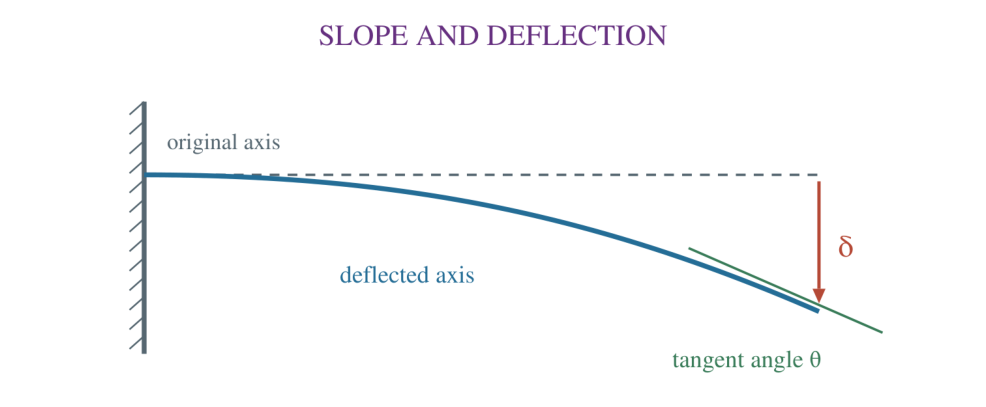 SLOPE AND DEFLECTION
original axis
δ
deflected axis
tangent angle θ